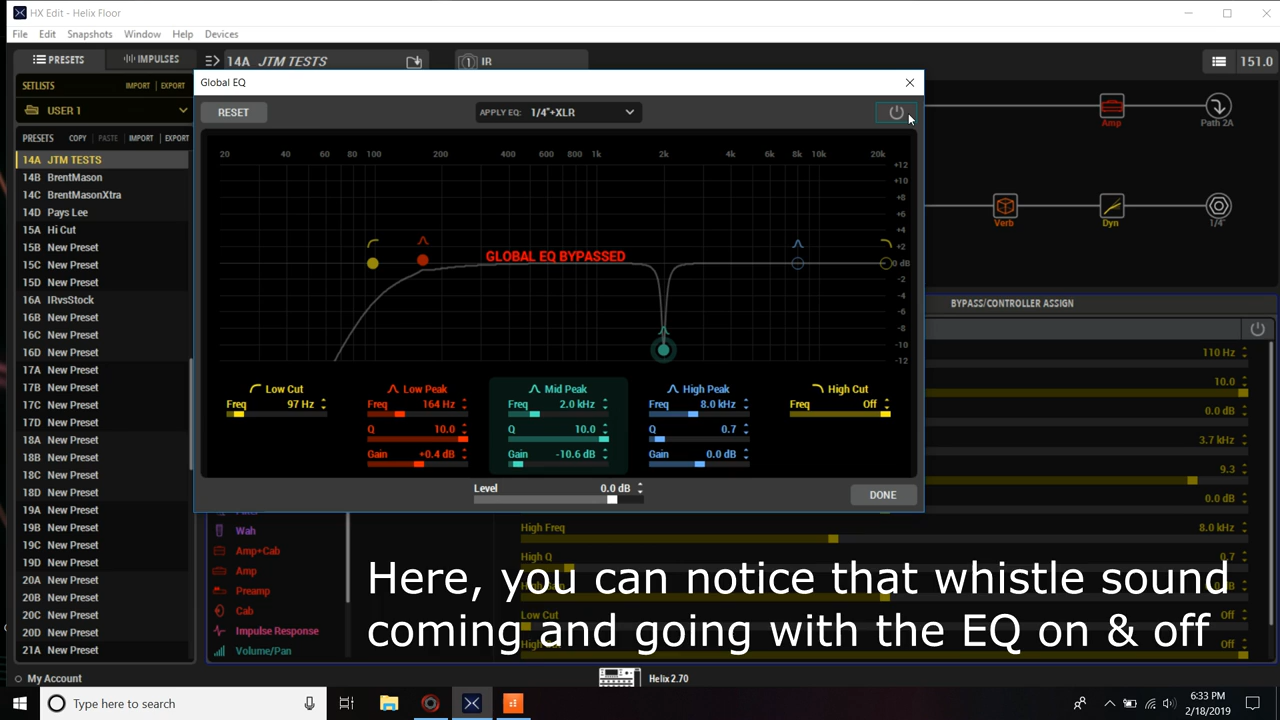 HX Edit - Helix Floor
File Edit Snapshots Window Help Devices
PRESETS IMPULSES 14A JTM TESTS 1 IR 151.0
SETLISTS IMPORT EXPORT
USER 1
PRESETS COPY PASTE IMPORT EXPORT
14A JTM TESTS
14B BrentMason
14C BrentMasonXtra
14D Pays Lee
15A Hi Cut
15B New Preset
15C New Preset
15D New Preset
16A IRvsStock
16B New Preset
16C New Preset
16D New Preset
17A New Preset
17B New Preset
17C New Preset
17D New Preset
18A New Preset
18B New Preset
18C New Preset
18D New Preset
19A New Preset
19B New Preset
19C New Preset
19D New Preset
20A New Preset
20B New Preset
20C New Preset
20D New Preset
21A New Preset
My Account
Global EQ
RESET APPLY EQ: 1/4"+XLR
20 40 60 80 100 200 400 600 800 1k 2k 4k 6k 8k 10k 20k
+12
+10
+8
+6
+4
+2
0 dB
-2
-4
-6
-8
-10
-12
GLOBAL EQ BYPASSED
Low Cut Low Peak Mid Peak High Peak High Cut
Freq 97 Hz Freq 164 Hz Freq 2.0 kHz Freq 8.0 kHz Freq Off
Q 10.0 Q 10.0 Q 0.7
Gain +0.4 dB Gain -10.6 dB Gain 0.0 dB
Level 0.0 dB
DONE
Amp Path 2A
Verb Dyn 1/4"
BYPASS/CONTROLLER ASSIGN
110 Hz
10.0
0.0 dB
3.7 kHz
9.3
0.0 dB
High Freq 8.0 kHz
High Q 0.7
Low Cut Off
Off
Wah
Amp+Cab
Amp
Preamp
Cab
Impulse Response
Volume/Pan
Here, you can notice that whistle sound
coming and going with the EQ on & off
Helix 2.70
Type here to search
6:33 PM
2/18/2019